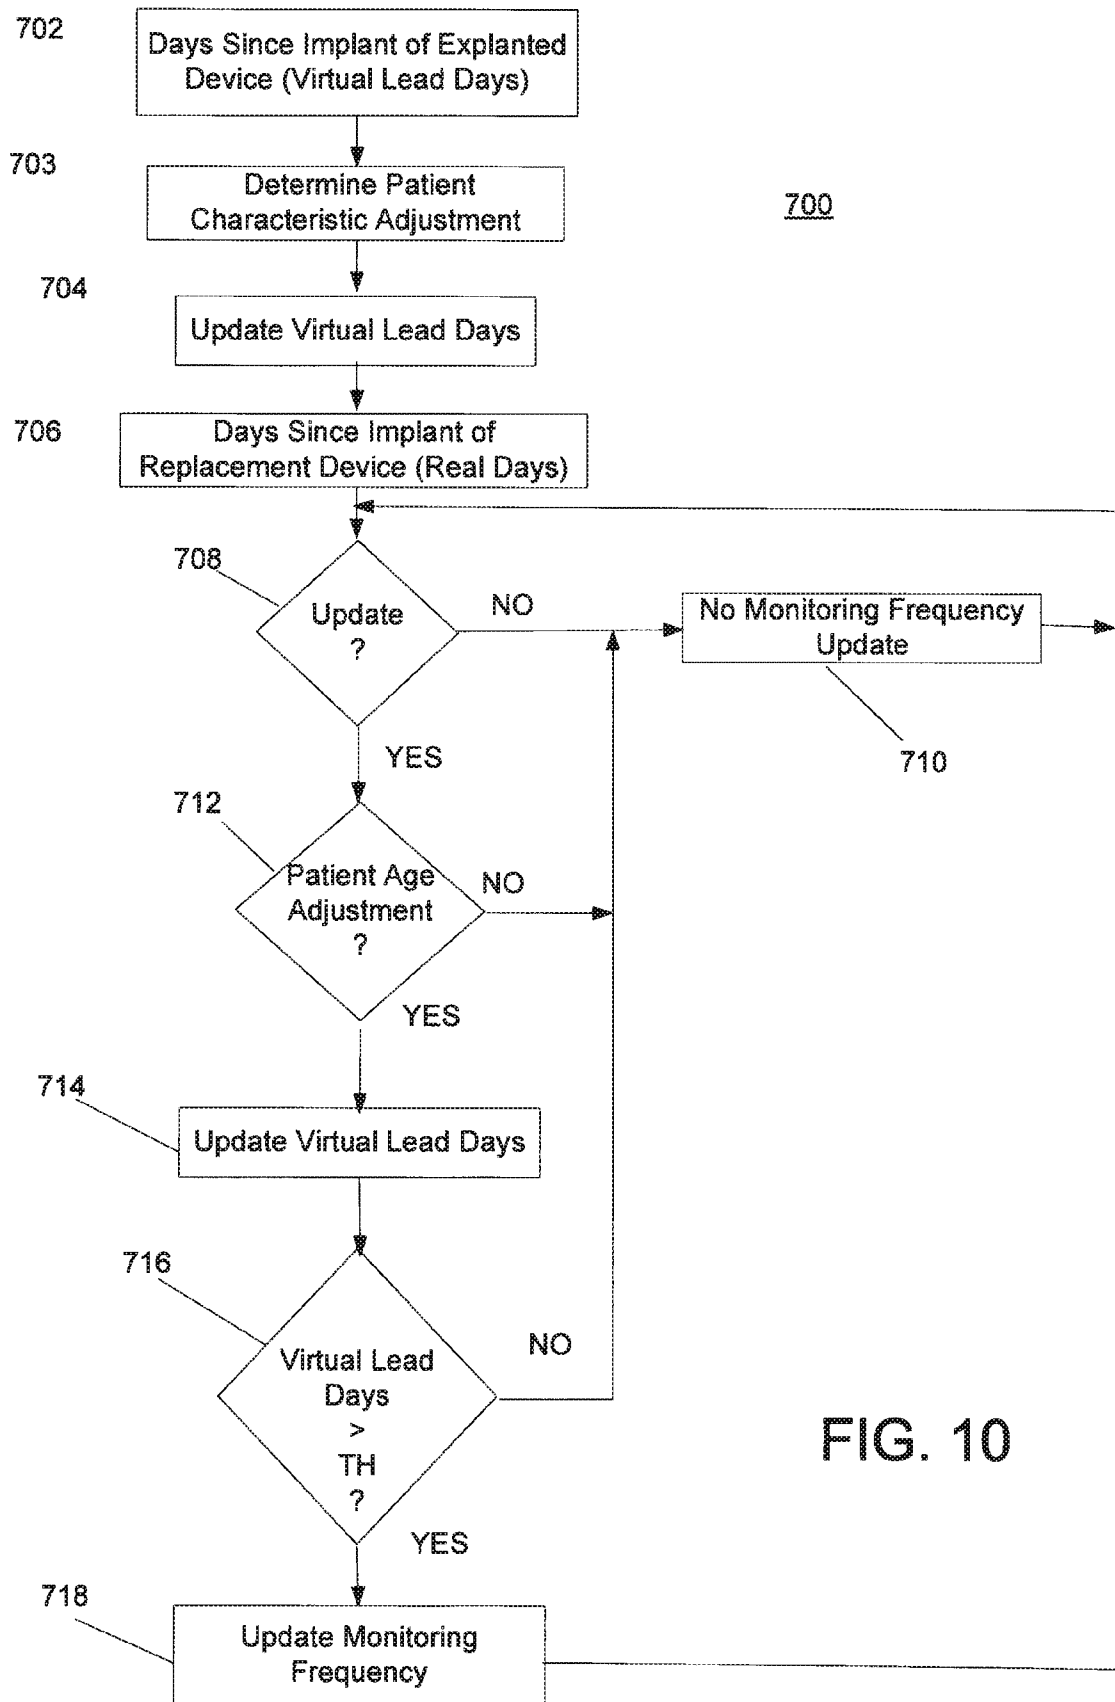 702
Days Since Implant of Explanted
Device (Virtual Lead Days)
703
Determine Patient
Characteristic Adjustment
700
704
Update Virtual Lead Days
706
Days Since Implant of
Replacement Device (Real Days)
708
Update
?
NO
No Monitoring Frequency
Update
710
YES
712
Patient Age
Adjustment
?
NO
YES
714
Update Virtual Lead Days
716
Virtual Lead
Days
>
TH
?
NO
FIG. 10
YES
718
Update Monitoring
Frequency